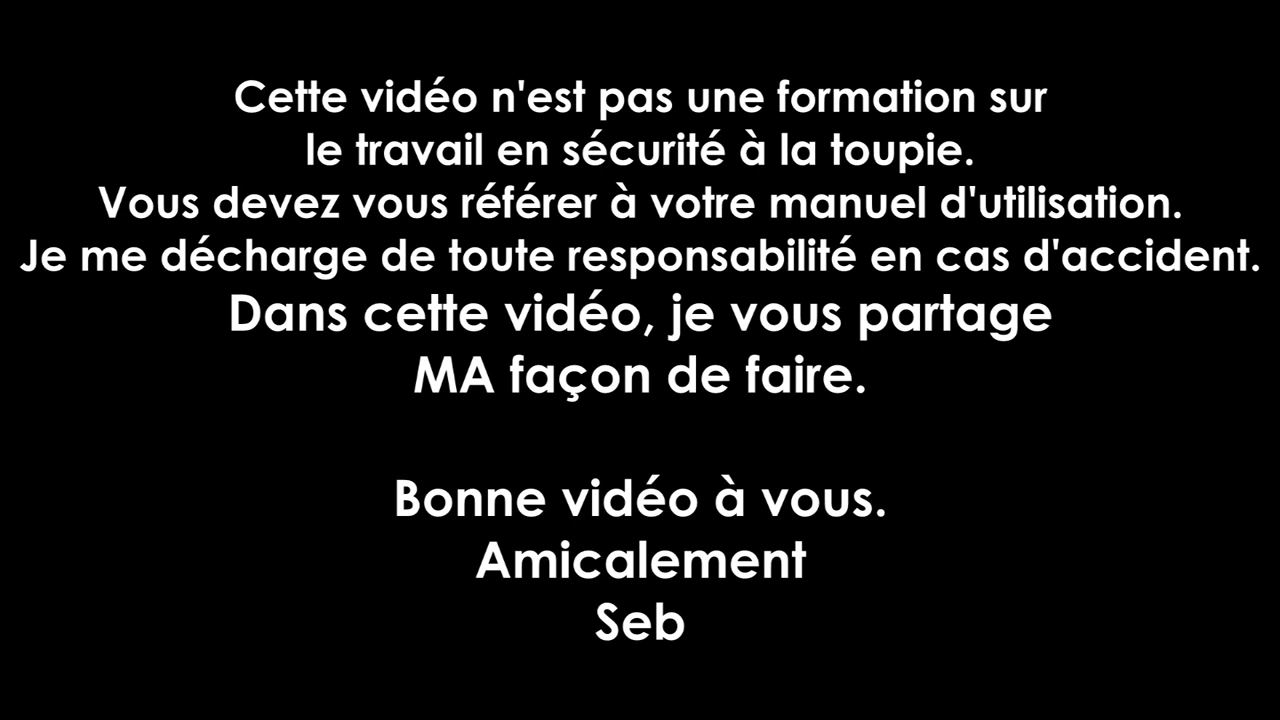 Cette vidéo n'est pas une formation sur
le travail en sécurité à la toupie.
Vous devez vous référer à votre manuel d'utilisation.
Je me décharge de toute responsabilité en cas d'accident.
Dans cette vidéo, je vous partage
MA façon de faire.
Bonne vidéo à vous.
Amicalement
Seb